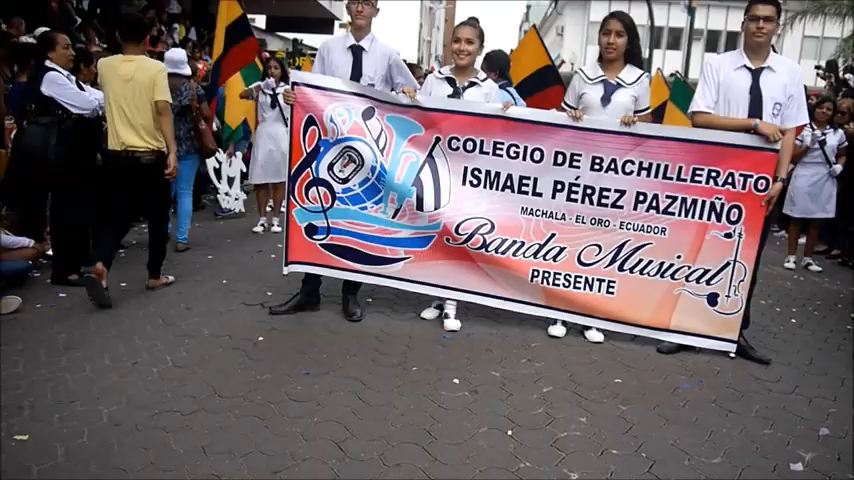 COLEGIO DE BACHILLERATO
ISMAEL PÉREZ PAZMIÑO
MACHALA - EL ORO - ECUADOR
Banda Musical
PRESENTE